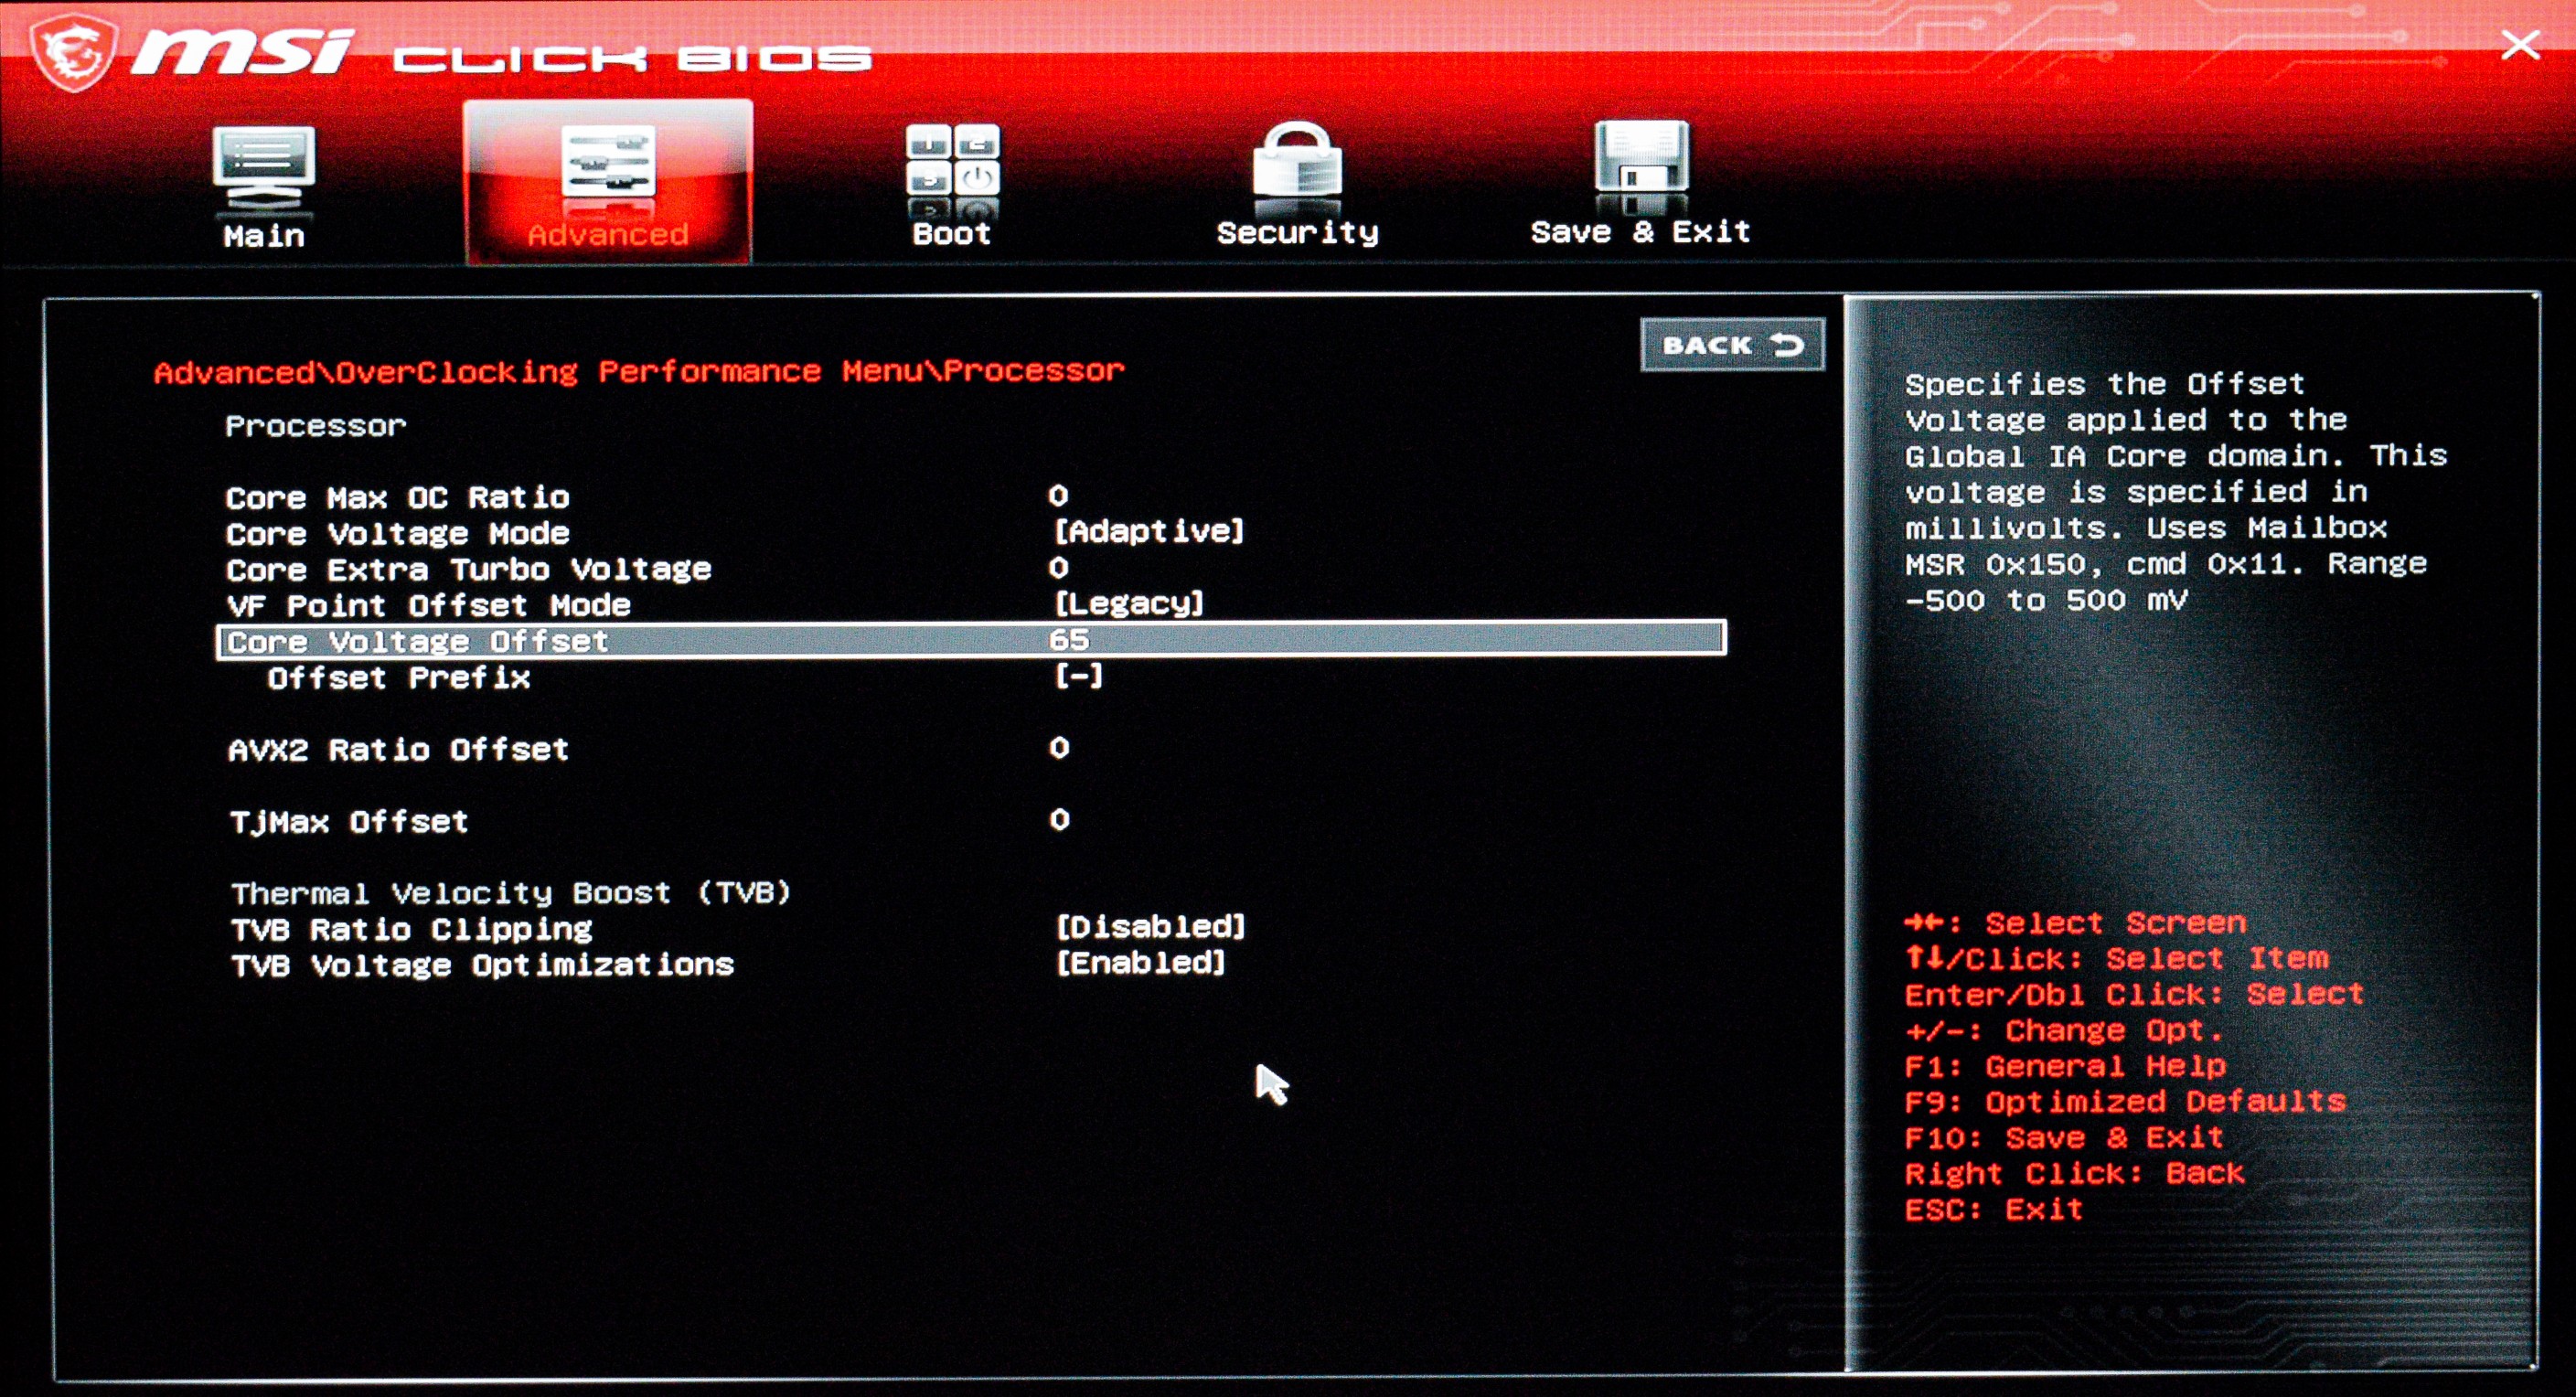 msi CLICK BIOS
Main
Advanced
Boot
Security
Save & Exit
BACK
Advanced\OverClocking Performance Menu\Processor
Processor
Core Max OC Ratio 0
Core Voltage Mode [Adaptive]
Core Extra Turbo Voltage 0
VF Point Offset Mode [Legacy]
Core Voltage Offset 65
Offset Prefix [-]
AVX2 Ratio Offset 0
TjMax Offset 0
Thermal Velocity Boost (TVB)
TVB Ratio Clipping [Disabled]
TVB Voltage Optimizations [Enabled]
Specifies the Offset
Voltage applied to the
Global IA Core domain. This
voltage is specified in
millivolts. Uses Mailbox
MSR 0x150, cmd 0x11. Range
-500 to 500 mV
→←: Select Screen
↑↓/Click: Select Item
Enter/Dbl Click: Select
+/-: Change Opt.
F1: General Help
F9: Optimized Defaults
F10: Save & Exit
Right Click: Back
ESC: Exit